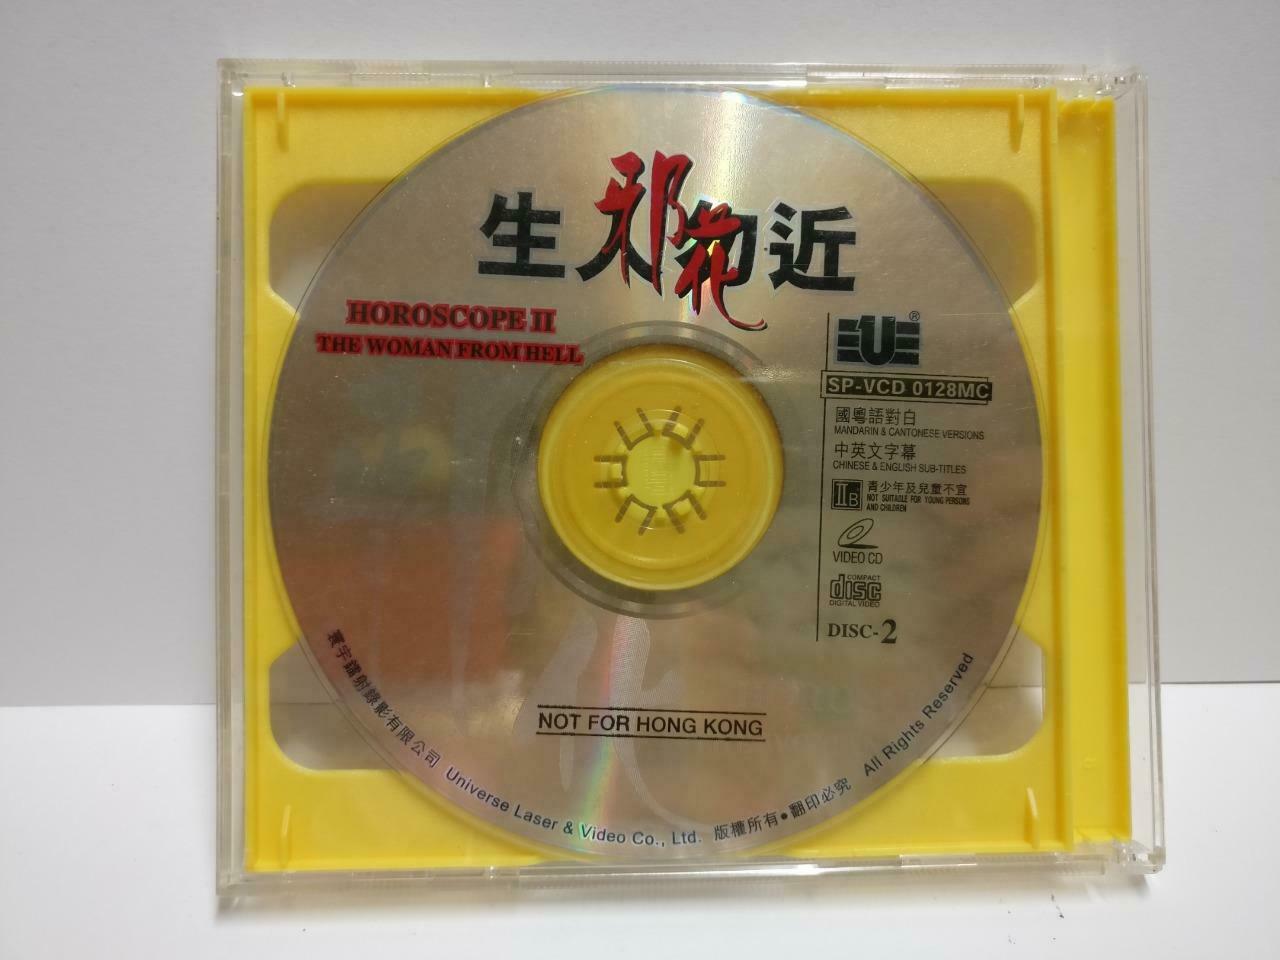 生人勿近
邪花
HOROSCOPE II
THE WOMAN FROM HELL
U®
SP-VCD 0128MC
國粵語對白
MANDARIN & CANTONESE VERSIONS
中英文字幕
CHINESE & ENGLISH SUB-TITLES
IIB 青少年及兒童不宜
NOT SUITABLE FOR YOUNG PERSONS
AND CHILDREN
VIDEO CD
COMPACT
disc
DIGITAL VIDEO
DISC-2
NOT FOR HONG KONG
寰宇鐳射錄影有限公司 Universe Laser & Video Co., Ltd. 版權所有●翻印必究 All Rights Reserved